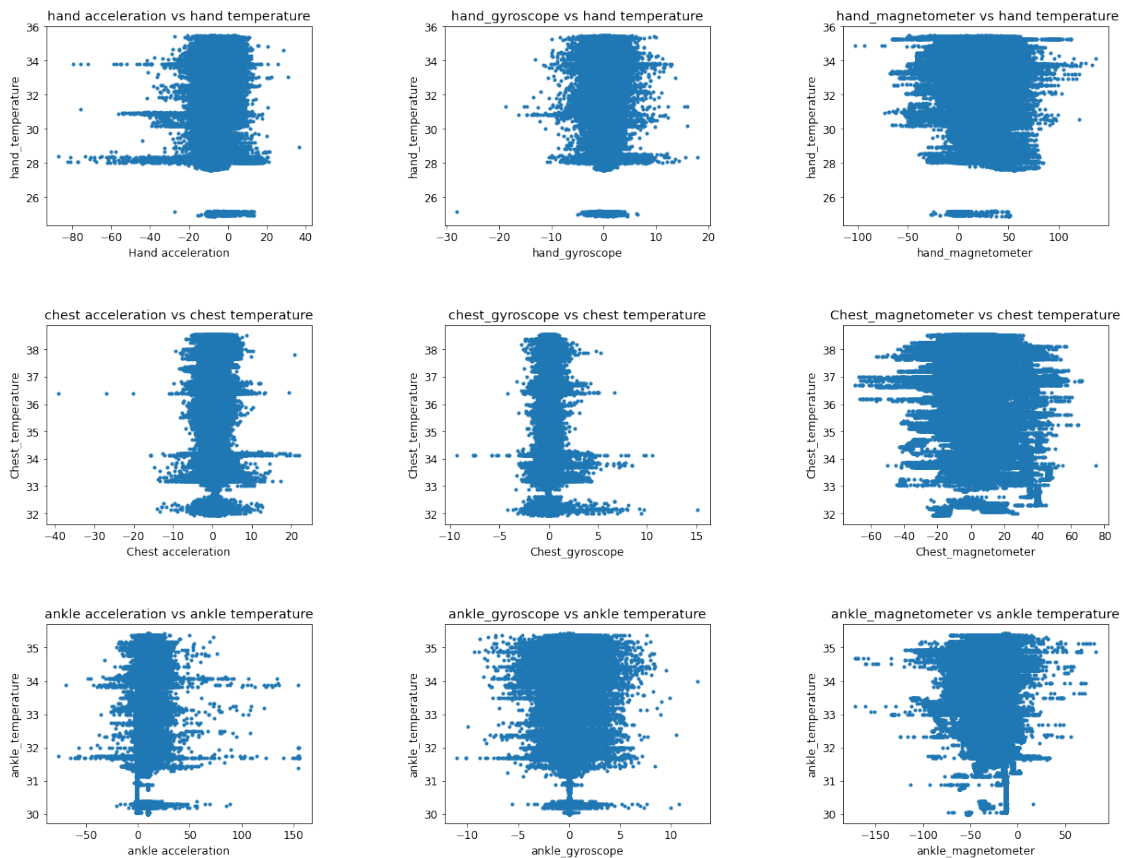 hand acceleration vs hand temperature
hand_temperature
36
34
32
30
28
26
−80 −60 −40 −20 0 20 40
Hand acceleration
hand_gyroscope vs hand temperature
hand_temperature
36
34
32
30
28
26
−30 −20 −10 0 10 20
hand_gyroscope
hand_magnetometer vs hand temperature
hand_temperature
36
34
32
30
28
26
−100 −50 0 50 100
hand_magnetometer
chest acceleration vs chest temperature
Chest_temperature
38
37
36
35
34
33
32
−40 −20 0 10 20
Chest acceleration
chest_gyroscope vs chest temperature
Chest_temperature
38
37
36
35
34
33
32
−10 −5 0 5 10 15
Chest_gyroscope
Chest_magnetometer vs chest temperature
Chest_temperature
38
37
36
35
34
33
32
−60 −40 −20 0 20 40 60 80
Chest_magnetometer
ankle acceleration vs ankle temperature
ankle_temperature
35
34
33
32
31
30
−50 0 50 100 150
ankle acceleration
ankle_gyroscope vs ankle temperature
ankle_temperature
35
34
33
32
31
30
−10 −5 0 5 10
ankle_gyroscope
ankle_magnetometer vs ankle temperature
ankle_temperature
35
34
33
32
31
30
−150 −100 −50 0 50
ankle_magnetometer